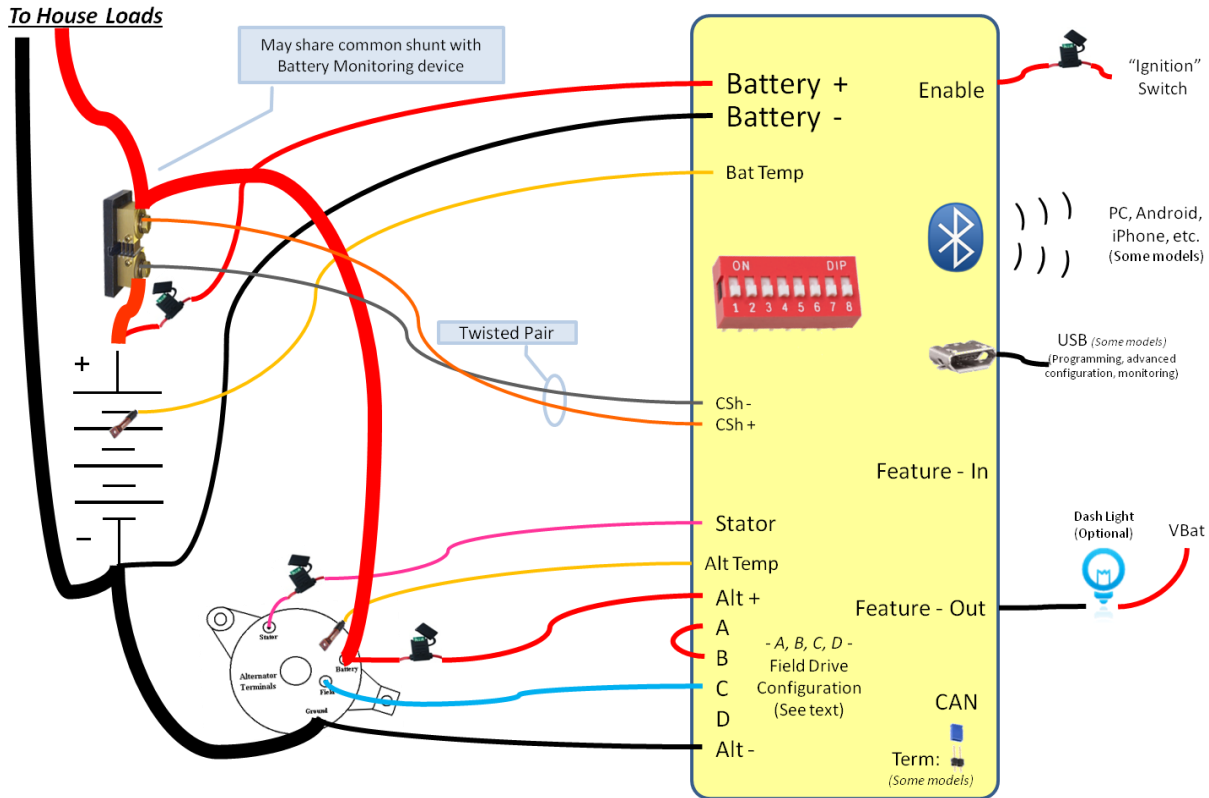 To House Loads
May share common shunt with
Battery Monitoring device
Battery +
Battery -
Bat Temp
Enable
“Ignition”
Switch
PC, Android,
iPhone, etc.
(Some models)
ON
DIP
1 2 3 4 5 6 7 8
USB (Some models)
(Programming, advanced
configuration, monitoring)
Twisted Pair
CSh -
CSh +
+
-
Feature - In
Stator
Alt Temp
Alt +
A
B
C
D
Alt -
- A, B, C, D -
Field Drive
Configuration
(See text)
Feature - Out
Dash Light
(Optional)
VBat
CAN
Term:
(Some models)
Stator
Battery
Alternator
Terminals
Field
Ground